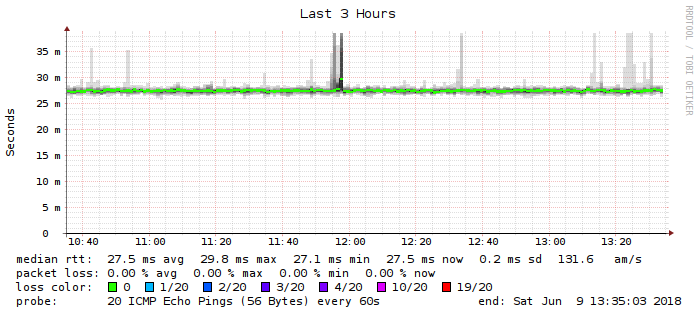 Last 3 Hours
RRDTOOL / TOBI OETIKER
Seconds
35 m
30 m
25 m
20 m
15 m
10 m
5 m
0
10:40 11:00 11:20 11:40 12:00 12:20 12:40 13:00 13:20
median rtt: 27.5 ms avg 29.8 ms max 27.1 ms min 27.5 ms now 0.2 ms sd 131.6 am/s
packet loss: 0.00 % avg 0.00 % max 0.00 % min 0.00 % now
loss color: 0 1/20 2/20 3/20 4/20 10/20 19/20
probe: 20 ICMP Echo Pings (56 Bytes) every 60s end: Sat Jun 9 13:35:03 2018